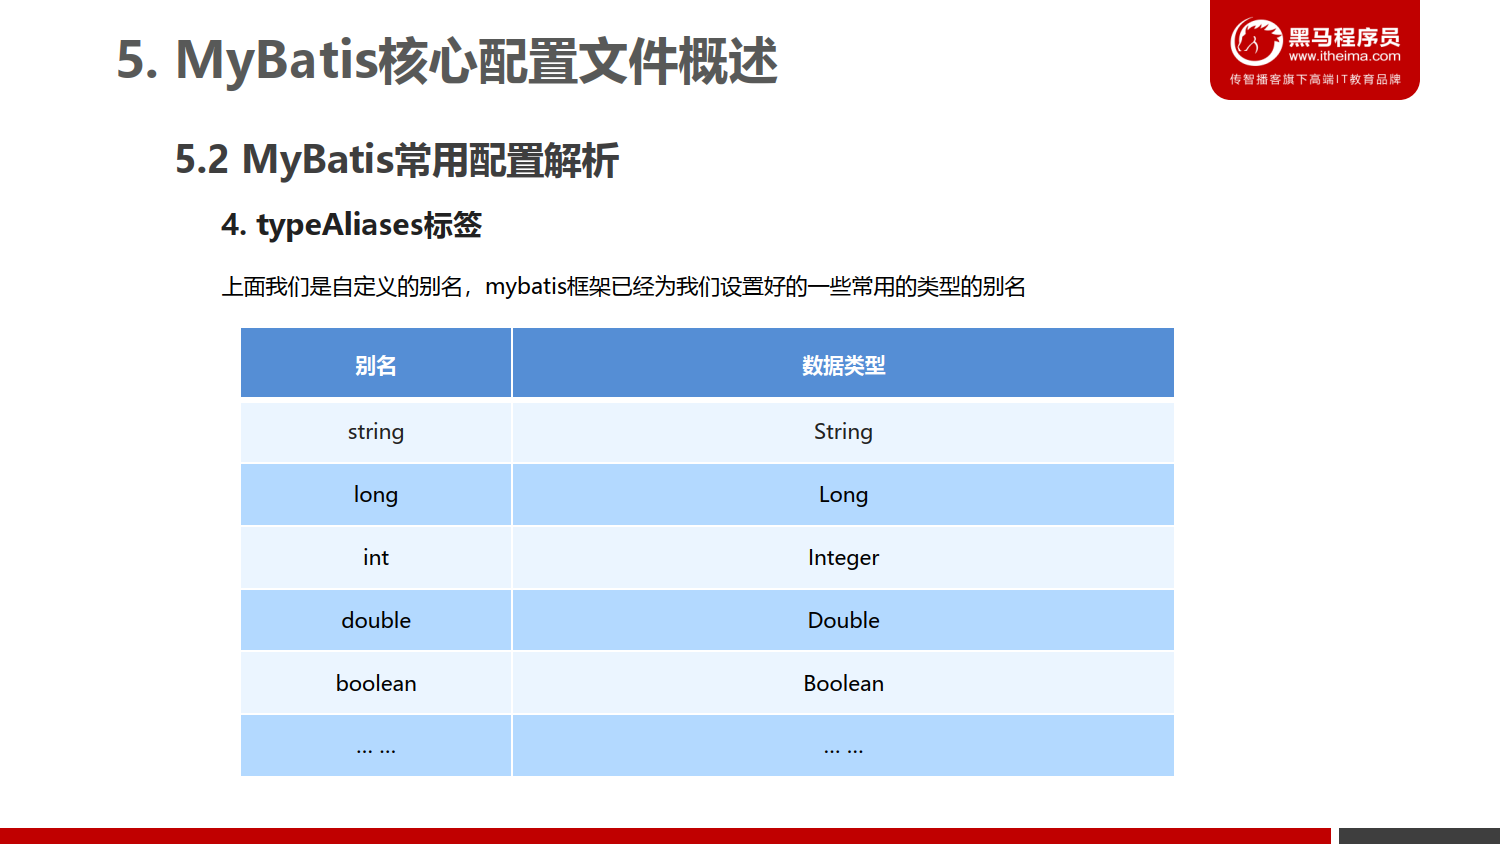 5. MyBatis核心配置文件概述
黑马程序员
www.itheima.com
传智播客旗下高端IT教育品牌
5.2 MyBatis常用配置解析
4. typeAliases标签
上面我们是自定义的别名，mybatis框架已经为我们设置好的一些常用的类型的别名
别名 数据类型
string String
long Long
int Integer
double Double
boolean Boolean
... ... ... ...